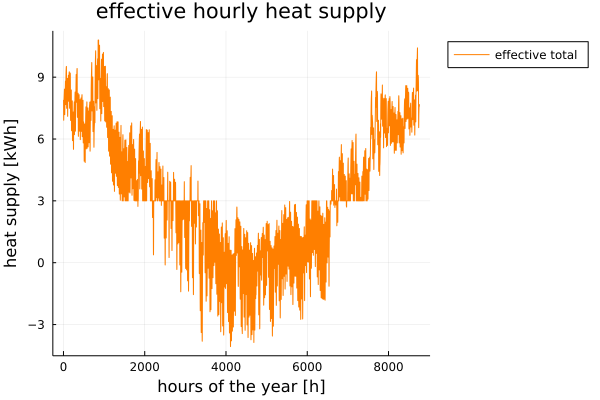 effective hourly heat supply
effective total
heat supply [kWh]
9
6
3
0
−3
0 2000 4000 6000 8000
hours of the year [h]